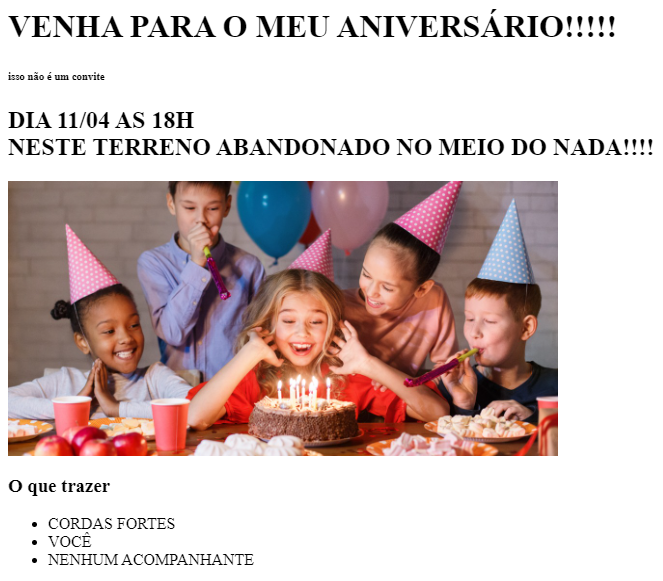 VENHA PARA O MEU ANIVERSÁRIO!!!!!
isso não é um convite
DIA 11/04 AS 18H
NESTE TERRENO ABANDONADO NO MEIO DO NADA!!!!
O que trazer
• CORDAS FORTES
• VOCÊ
• NENHUM ACOMPANHANTE